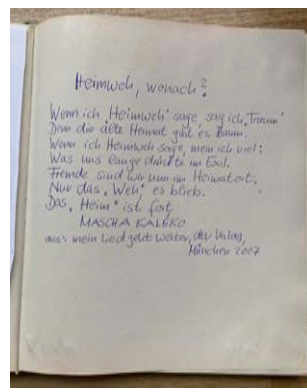 Heimweh, wonach?
Wenn ich „Heimweh" sage, sag ich „Traum"
Denn die alte Heimat gibt es kaum.
Wenn ich Heimweh sage, mein ich viel:
Was uns lange drückte im Exil.
Fremde sind wir nun im Heimatort.
Nur das „Weh" es blieb.
Das „Heim" ist fort
MASCHA KALÉKO
aus: mein Lied geht weiter, dtv Verlag,
München 2007